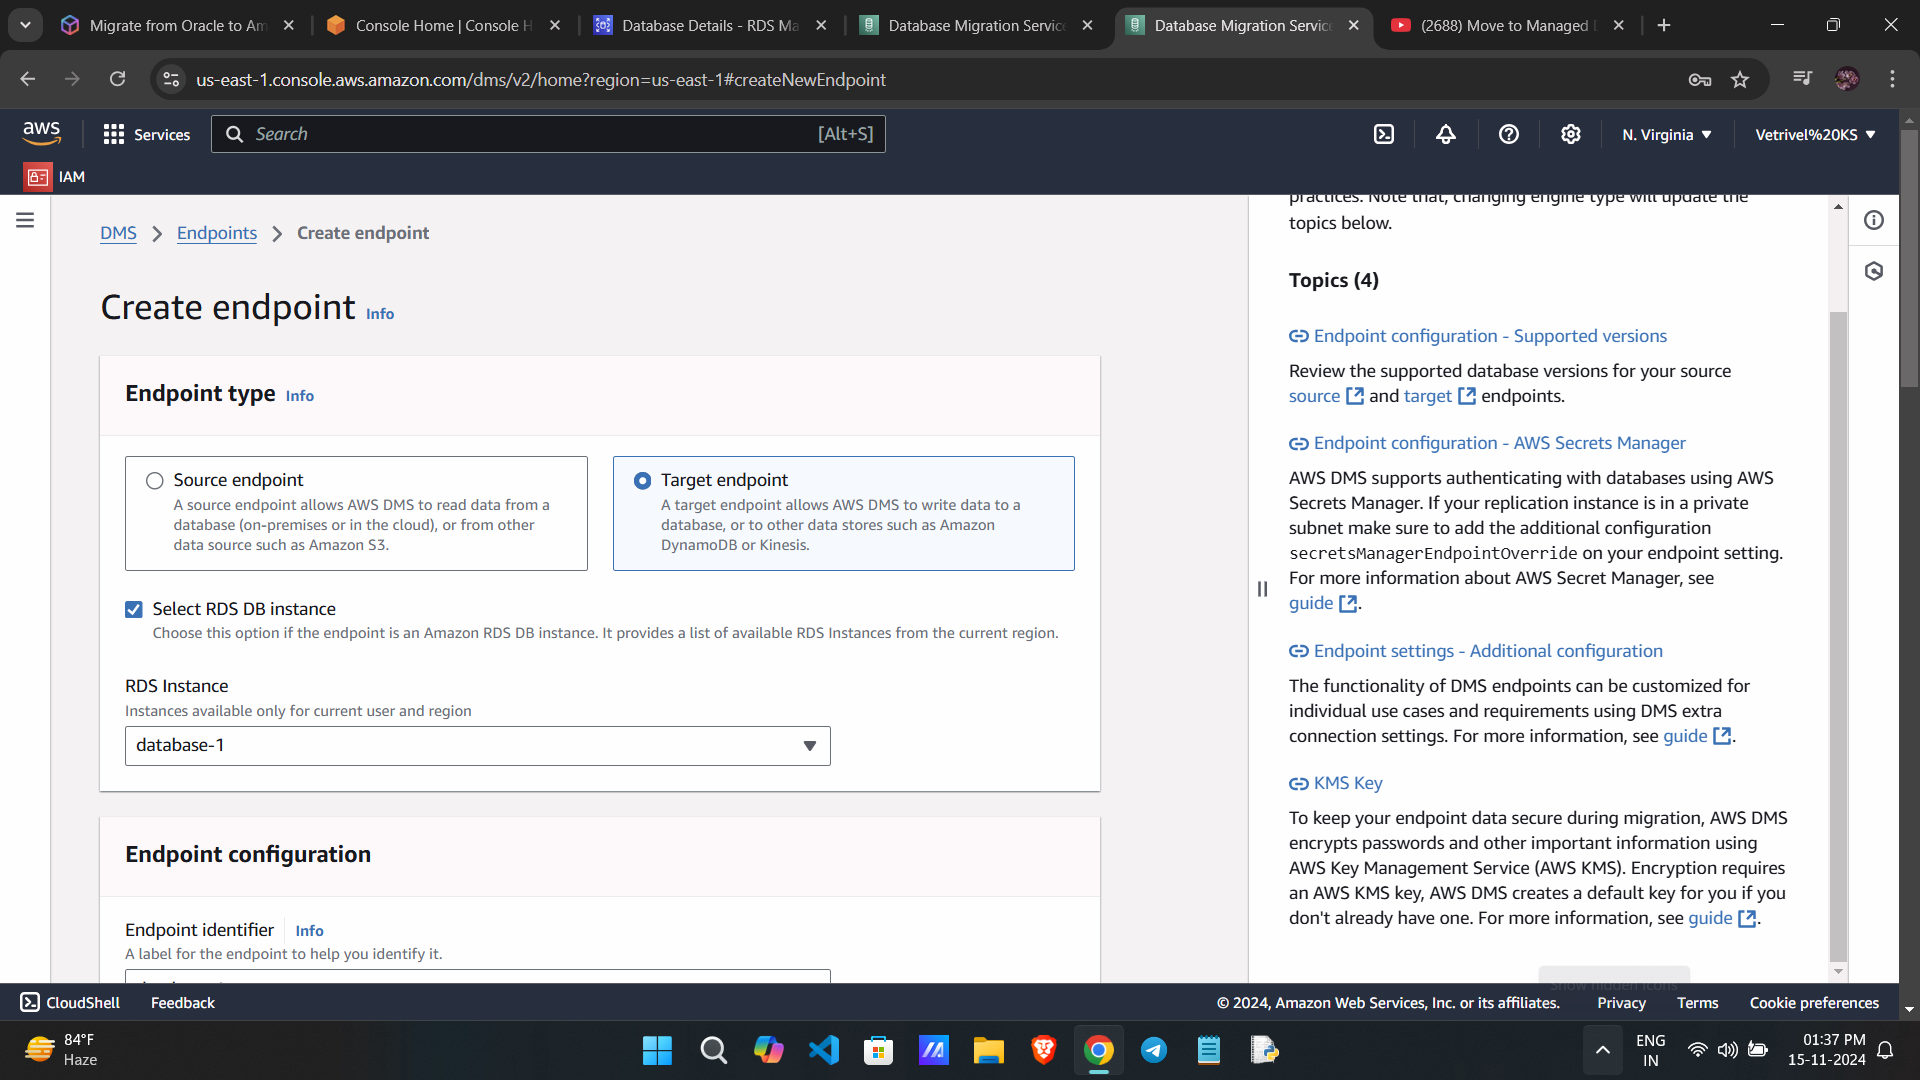 Migrate from Oracle to Am
Console Home | Console H
Database Details - RDS Ma
Database Migration Service
Database Migration Service
(2688) Move to Managed
us-east-1.console.aws.amazon.com/dms/v2/home?region=us-east-1#createNewEndpoint
aws
Services
Search
[Alt+S]
N. Virginia
Vetrivel%20KS
IAM
DMS
Endpoints
Create endpoint
Create endpoint Info
Endpoint type Info
Source endpoint
A source endpoint allows AWS DMS to read data from a
database (on-premises or in the cloud), or from other
data source such as Amazon S3.
Target endpoint
A target endpoint allows AWS DMS to write data to a
database, or to other data stores such as Amazon
DynamoDB or Kinesis.
Select RDS DB instance
Choose this option if the endpoint is an Amazon RDS DB instance. It provides a list of available RDS Instances from the current region.
RDS Instance
Instances available only for current user and region
database-1
Endpoint configuration
Endpoint identifier Info
A label for the endpoint to help you identify it.
practices. Note that, changing engine type will update the
topics below.
Topics (4)
Endpoint configuration - Supported versions
Review the supported database versions for your source
source and target endpoints.
Endpoint configuration - AWS Secrets Manager
AWS DMS supports authenticating with databases using AWS
Secrets Manager. If your replication instance is in a private
subnet make sure to add the additional configuration
secretsManagerEndpointOverride on your endpoint setting.
For more information about AWS Secret Manager, see
guide .
Endpoint settings - Additional configuration
The functionality of DMS endpoints can be customized for
individual use cases and requirements using DMS extra
connection settings. For more information, see guide .
KMS Key
To keep your endpoint data secure during migration, AWS DMS
encrypts passwords and other important information using
AWS Key Management Service (AWS KMS). Encryption requires
an AWS KMS key, AWS DMS creates a default key for you if you
don't already have one. For more information, see guide .
Show hidden icons
CloudShell
Feedback
© 2024, Amazon Web Services, Inc. or its affiliates.
Privacy
Terms
Cookie preferences
84°F
Haze
ENG
IN
01:37 PM
15-11-2024